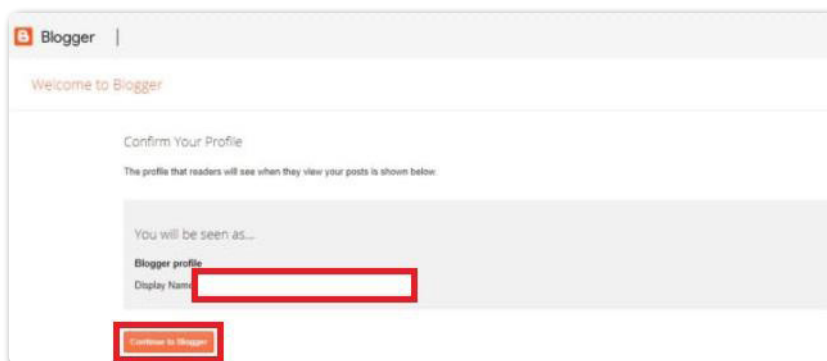 Blogger
Welcome to Blogger
Confirm Your Profile
The profile that readers will see when they view your posts is shown below.
You will be seen as...
Blogger profile
Display Name
Continue to Blogger